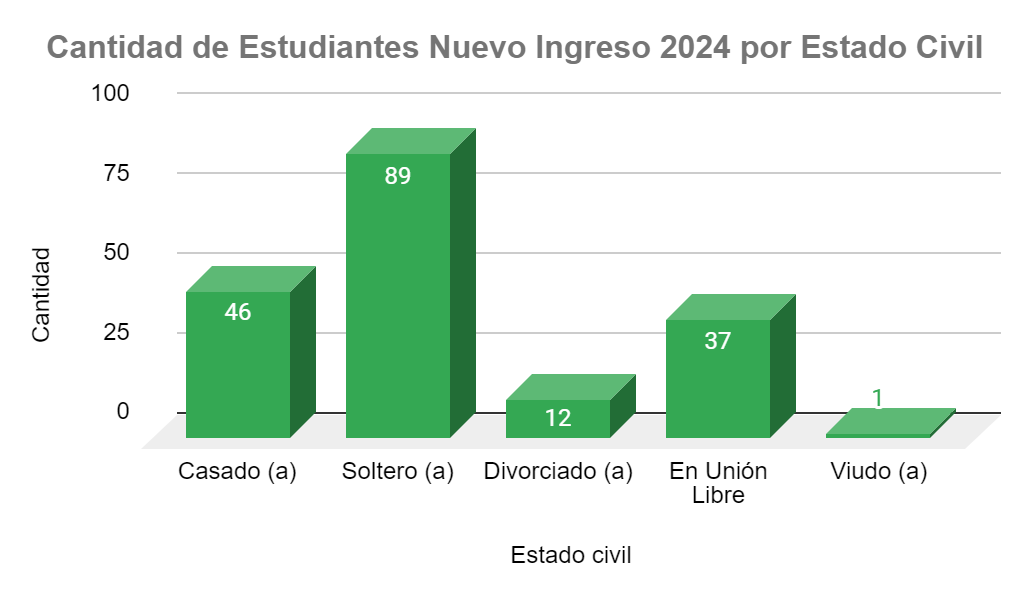 Cantidad de Estudiantes Nuevo Ingreso 2024 por Estado Civil
100
75
50
25
0
Cantidad
46
89
12
37
1
Casado (a)
Soltero (a)
Divorciado (a)
En Unión
Libre
Viudo (a)
Estado civil